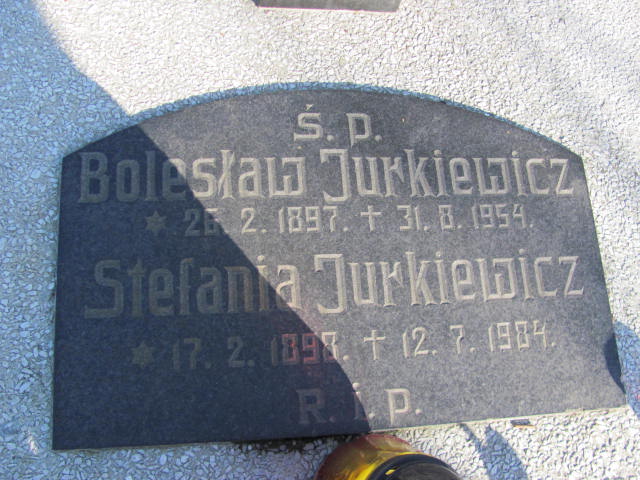 Ś. p.
Bolesław Jurkiewicz
* 26. 2. 1897. † 31. 8. 1954.
Stefania Jurkiewicz
* 17. 2. 1898. † 12. 7. 1984.
R. i. p.